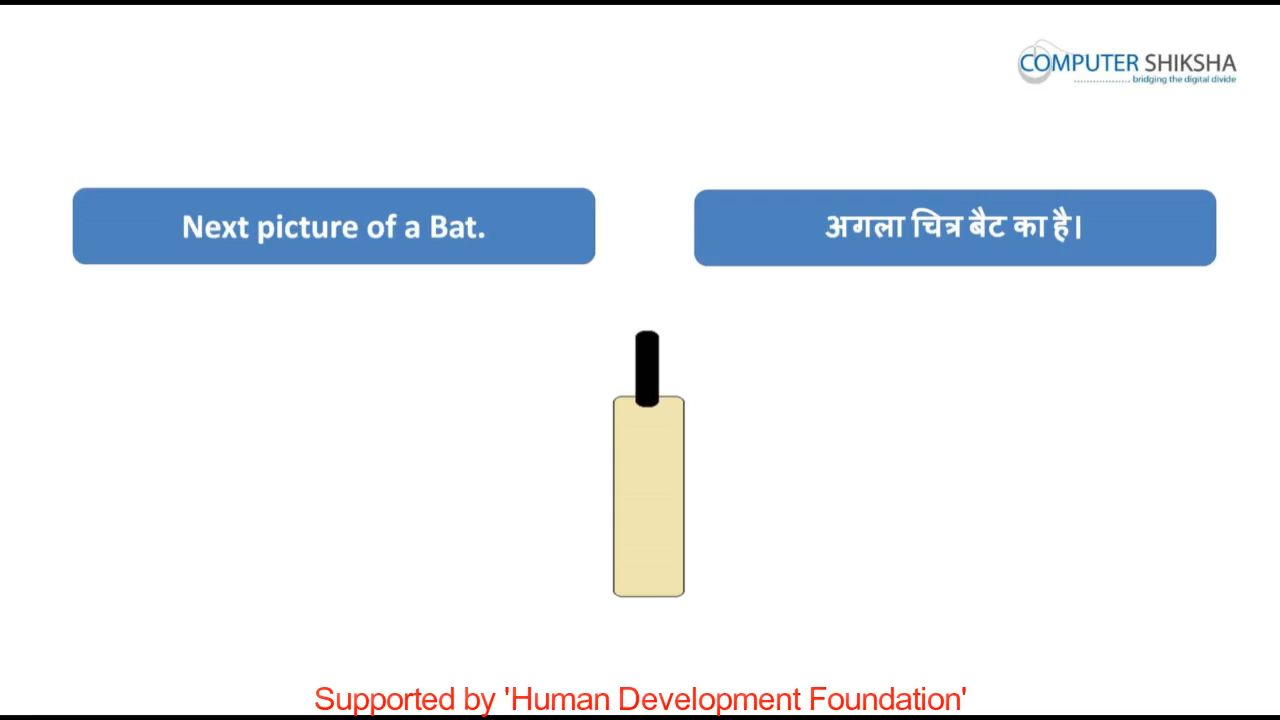 COMPUTER SHIKSHA
bridging the digital divide
Next picture of a Bat.
अगला चित्र बैट का है।
Supported by 'Human Development Foundation'